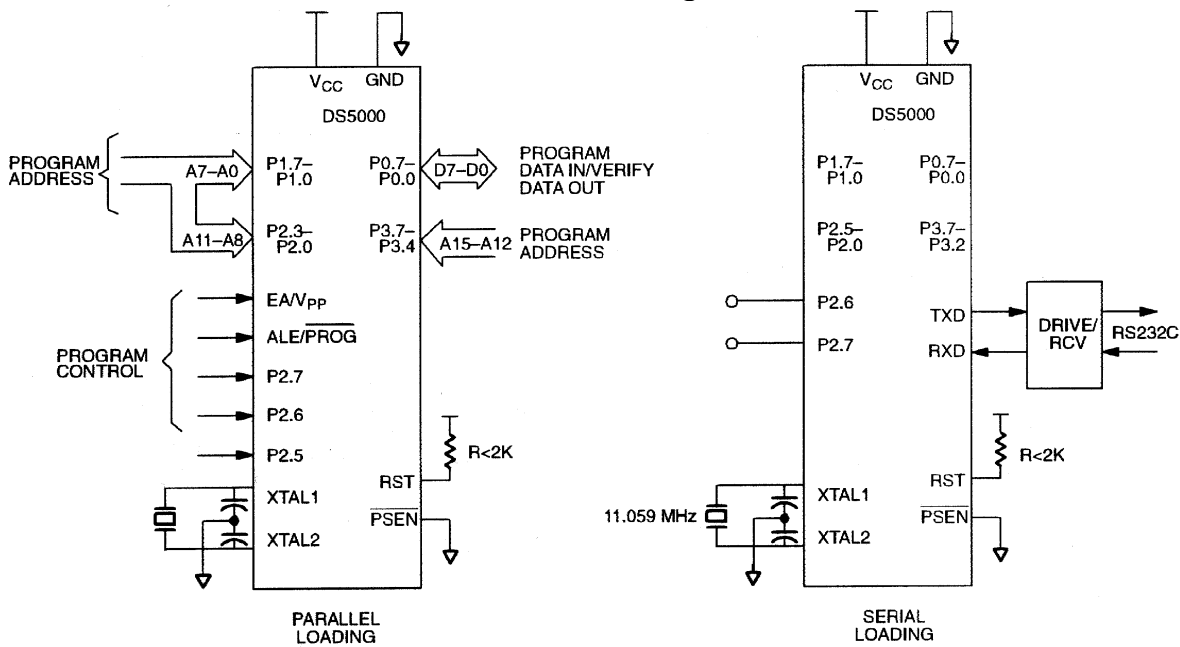 VCC GND
DS5000
PROGRAM
ADDRESS
A7–A0
P1.7–
P1.0
P0.7–
P0.0
D7–D0
PROGRAM
DATA IN/VERIFY
DATA OUT
A11–A8
P2.3–
P2.0
P3.7–
P3.4
A15–A12
PROGRAM
ADDRESS
PROGRAM
CONTROL
EA/VPP
ALE/PROG
P2.7
P2.6
P2.5
R<2K
RST
XTAL1
PSEN
XTAL2
PARALLEL
LOADING
VCC GND
DS5000
P1.7–
P1.0
P0.7–
P0.0
P2.5–
P2.0
P3.7–
P3.2
P2.6
P2.7
TXD
RXD
DRIVE/
RCV
RS232C
R<2K
RST
11.059 MHz
XTAL1
PSEN
XTAL2
SERIAL
LOADING